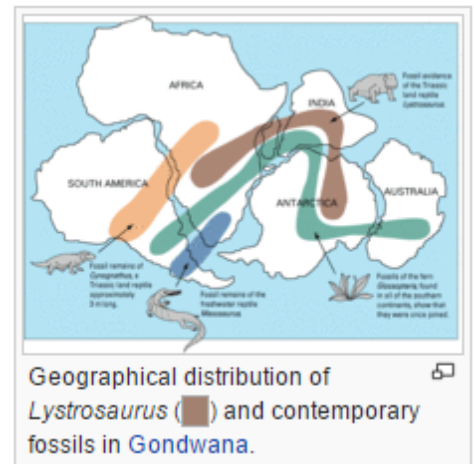 AFRICA
Fossil evidence
of the Triassic
land reptile
Lystrosaurus.
INDIA
SOUTH AMERICA
ANTARCTICA
AUSTRALIA
Fossil remains of
Cynognathus, a
Triassic land reptile
approximately
3 m long.
Fossil remains of the
freshwater reptile
Mesosaurus.
Fossils of the fern
Glossopteris, found
in all of the southern
continents, show that
they were once joined.
Geographical distribution of
Lystrosaurus ( ) and contemporary
fossils in Gondwana.